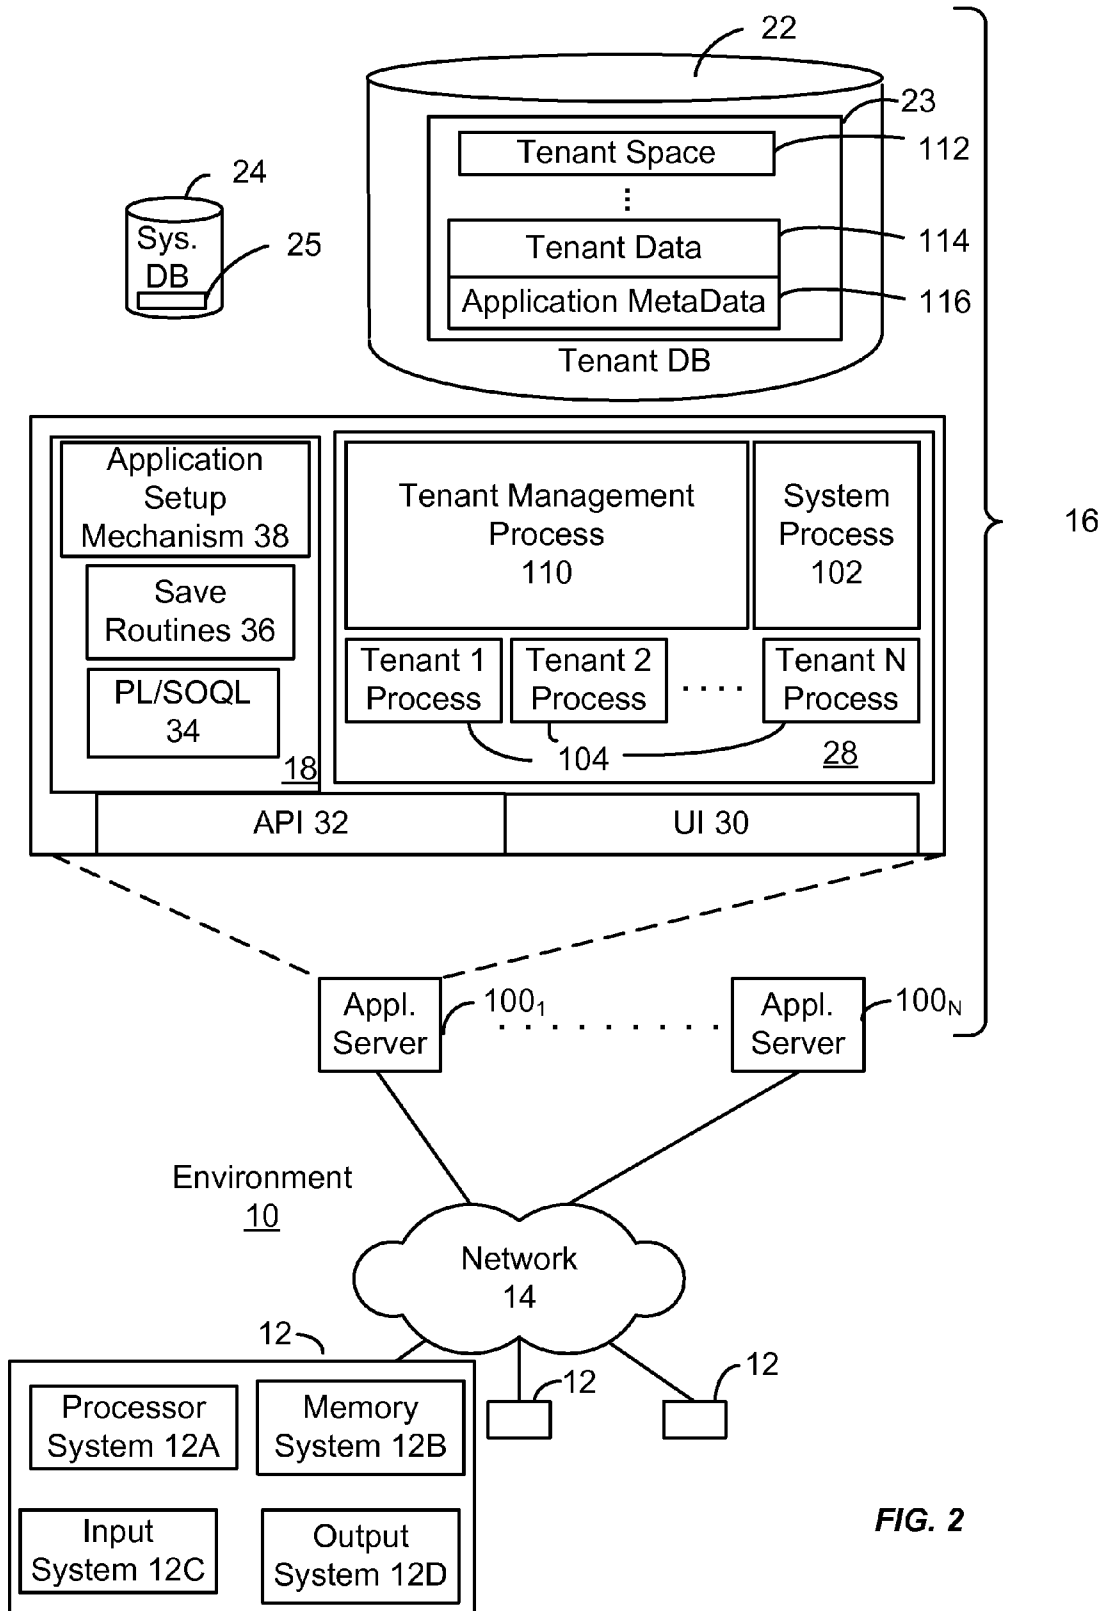 22
23
Tenant Space
112
24
Sys.
DB
25
Tenant Data
114
Application MetaData
116
Tenant DB
16
Application
Setup
Mechanism 38
Tenant Management
Process
110
System
Process
102
Save
Routines 36
Tenant 1
Process
Tenant 2
Process
Tenant N
Process
PL/SOQL
34
104
28
18
API 32
UI 30
Appl.
Server
100₁
Appl.
Server
100N
Environment
10
Network
14
12
12
12
Processor
System 12A
Memory
System 12B
Input
System 12C
Output
System 12D
FIG. 2